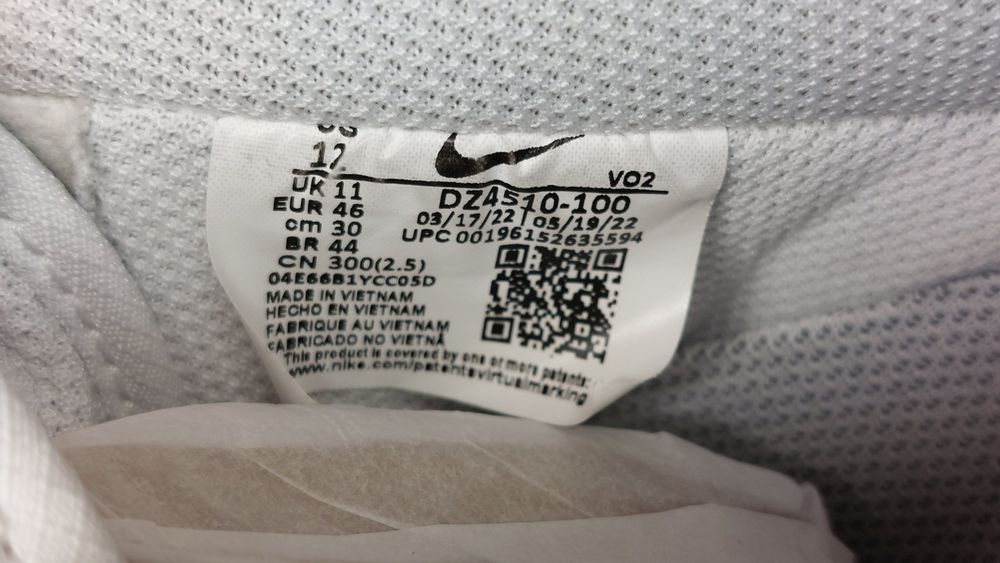 US
12
VO2
UK 11
EUR 46
cm 30
BR 44
CN 300(2.5)
DZ4510-100
03/17/22 05/19/22
UPC 00196152635594
04E66B1YCC05D
MADE IN VIETNAM
HECHO EN VIETNAM
FABRIQUE AU VIETNAM
FABRICADO NO VIETNÃ
This product is covered by one or more patents:
www.nike.com/patentsvirtualmarking